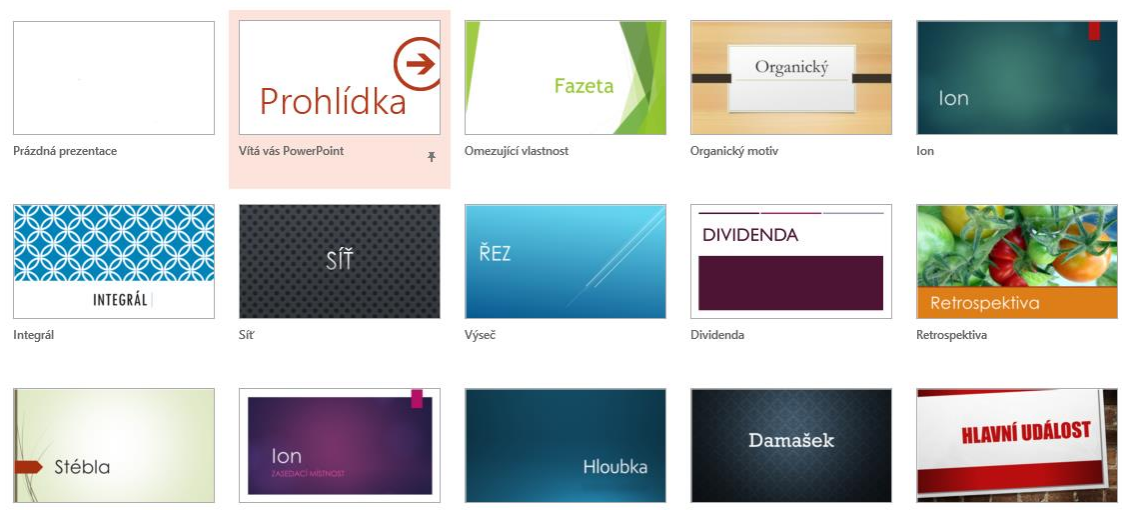 Prohlídka
Fazeta
Organický
Ion
Prázdná prezentace
Vítá vás PowerPoint
Omezující vlastnost
Organický motiv
Ion
INTEGRÁL
SÍŤ
ŘEZ
DIVIDENDA
Retrospektiva
Integrál
Síť
Výseč
Dividenda
Retrospektiva
Stébla
Ion
ZASEDACÍ MÍSTNOST
Hloubka
Damašek
HLAVNÍ UDÁLOST